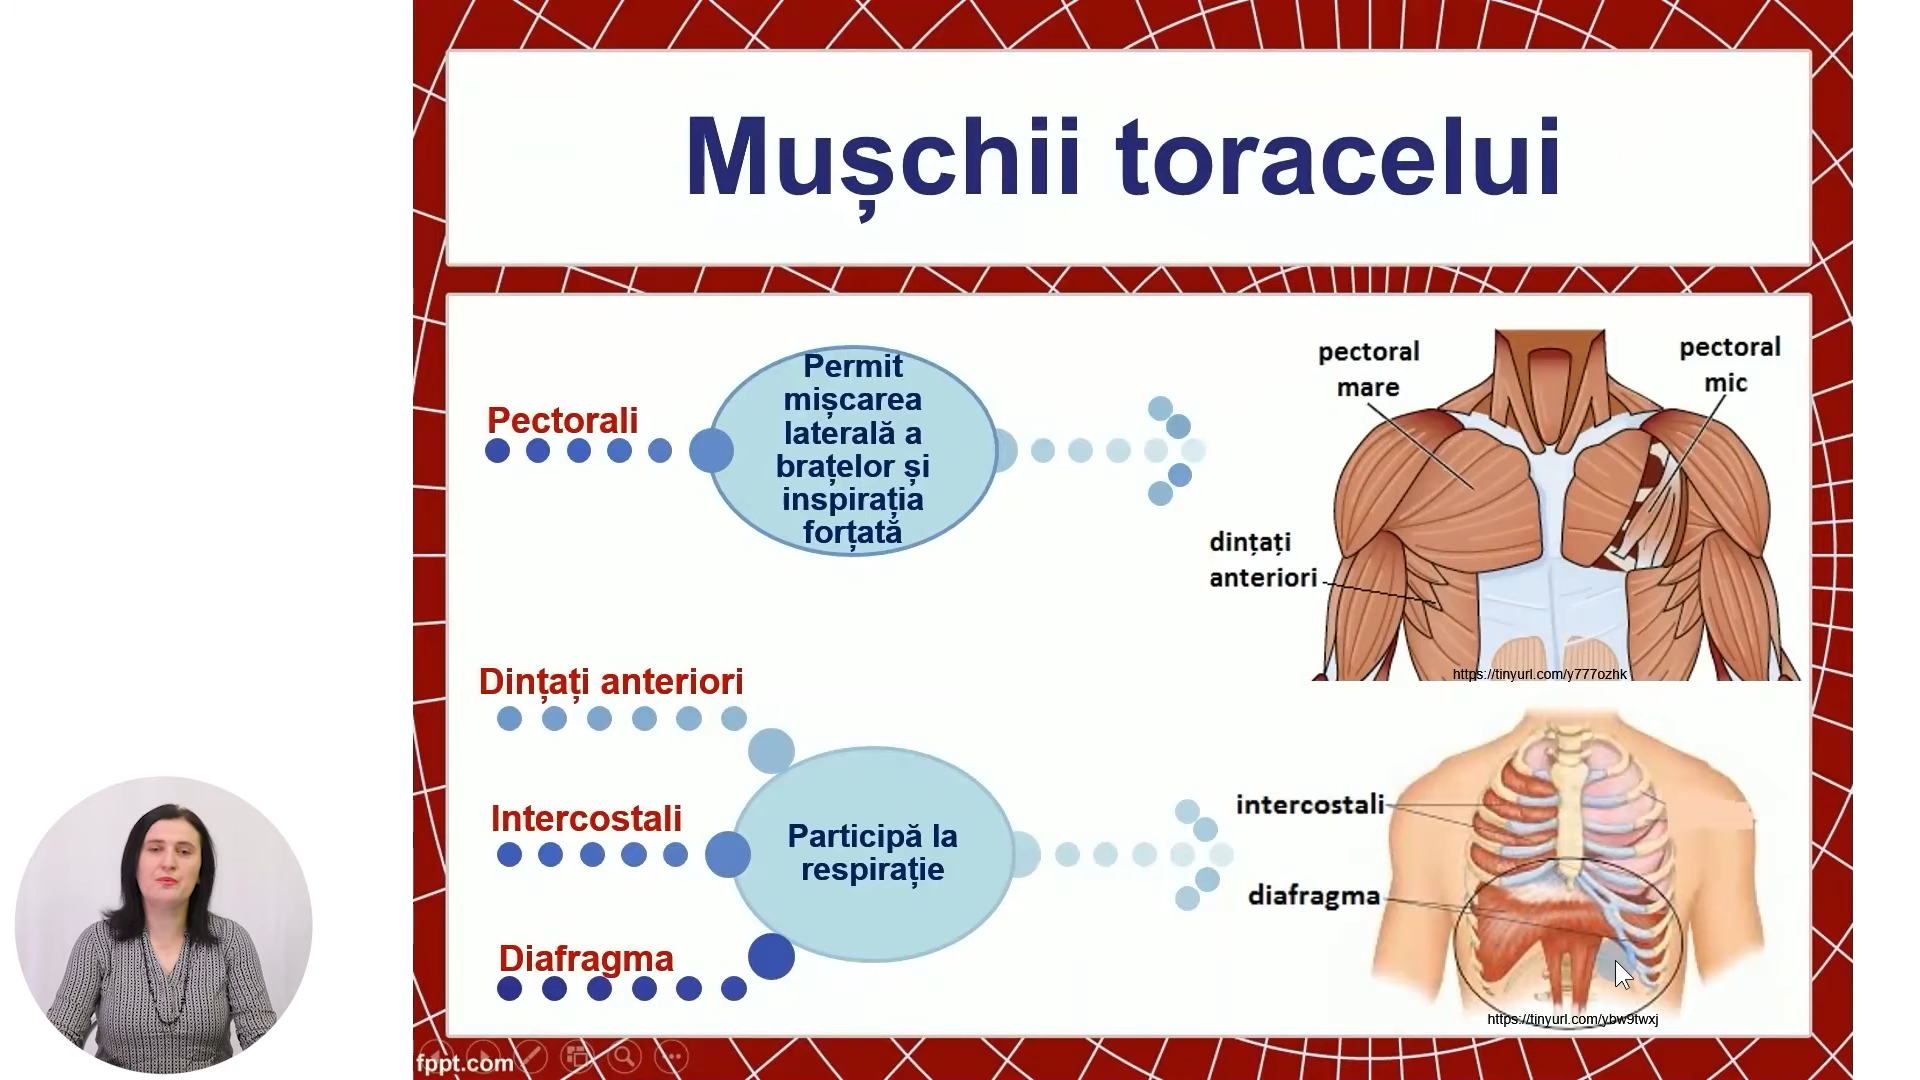 Mușchii toracelui
Pectorali
Permit
mișcarea
laterală a
brațelor și
inspirația
forțată
pectoral
mare
pectoral
mic
dințați
anteriori
https://tinyurl.com/y777ozhk
Dințați anteriori
Intercostali
Diafragma
Participă la
respirație
intercostali
diafragma
https://tinyurl.com/ybw9twxj
fppt.com